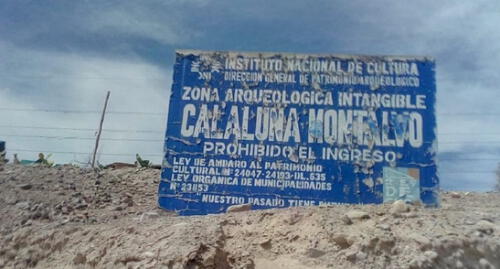 INSTITUTO NACIONAL DE CULTURA
DIRECCION GENERAL DE PATRIMONIO ARQUEOLOGICO
ZONA ARQUEOLOGICA INTANGIBLE
CALALUNA MONTALVO
PROHIBIDO EL INGRESO
LEY DE AMPARO AL PATRIMONIO
CULTURAL Nº 24047-24193-DL.635
LEY ORGANICA DE MUNICIPALIDADES
Nº 23853
NUESTRO PASADO TIENE